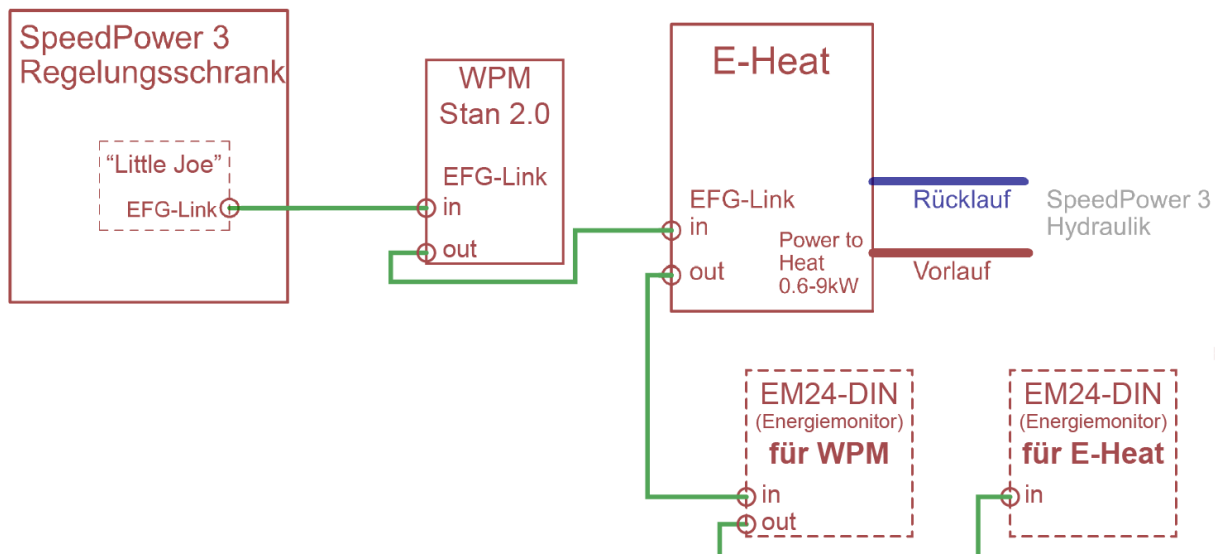 SpeedPower 3
Regelungsschrank
“Little Joe”
EFG-Link
WPM
Stan 2.0
EFG-Link
in
out
E-Heat
EFG-Link
in
out
Power to
Heat
0.6-9kW
Rücklauf
Vorlauf
SpeedPower 3
Hydraulik
EM24-DIN
(Energiemonitor)
für WPM
in
out
EM24-DIN
(Energiemonitor)
für E-Heat
in